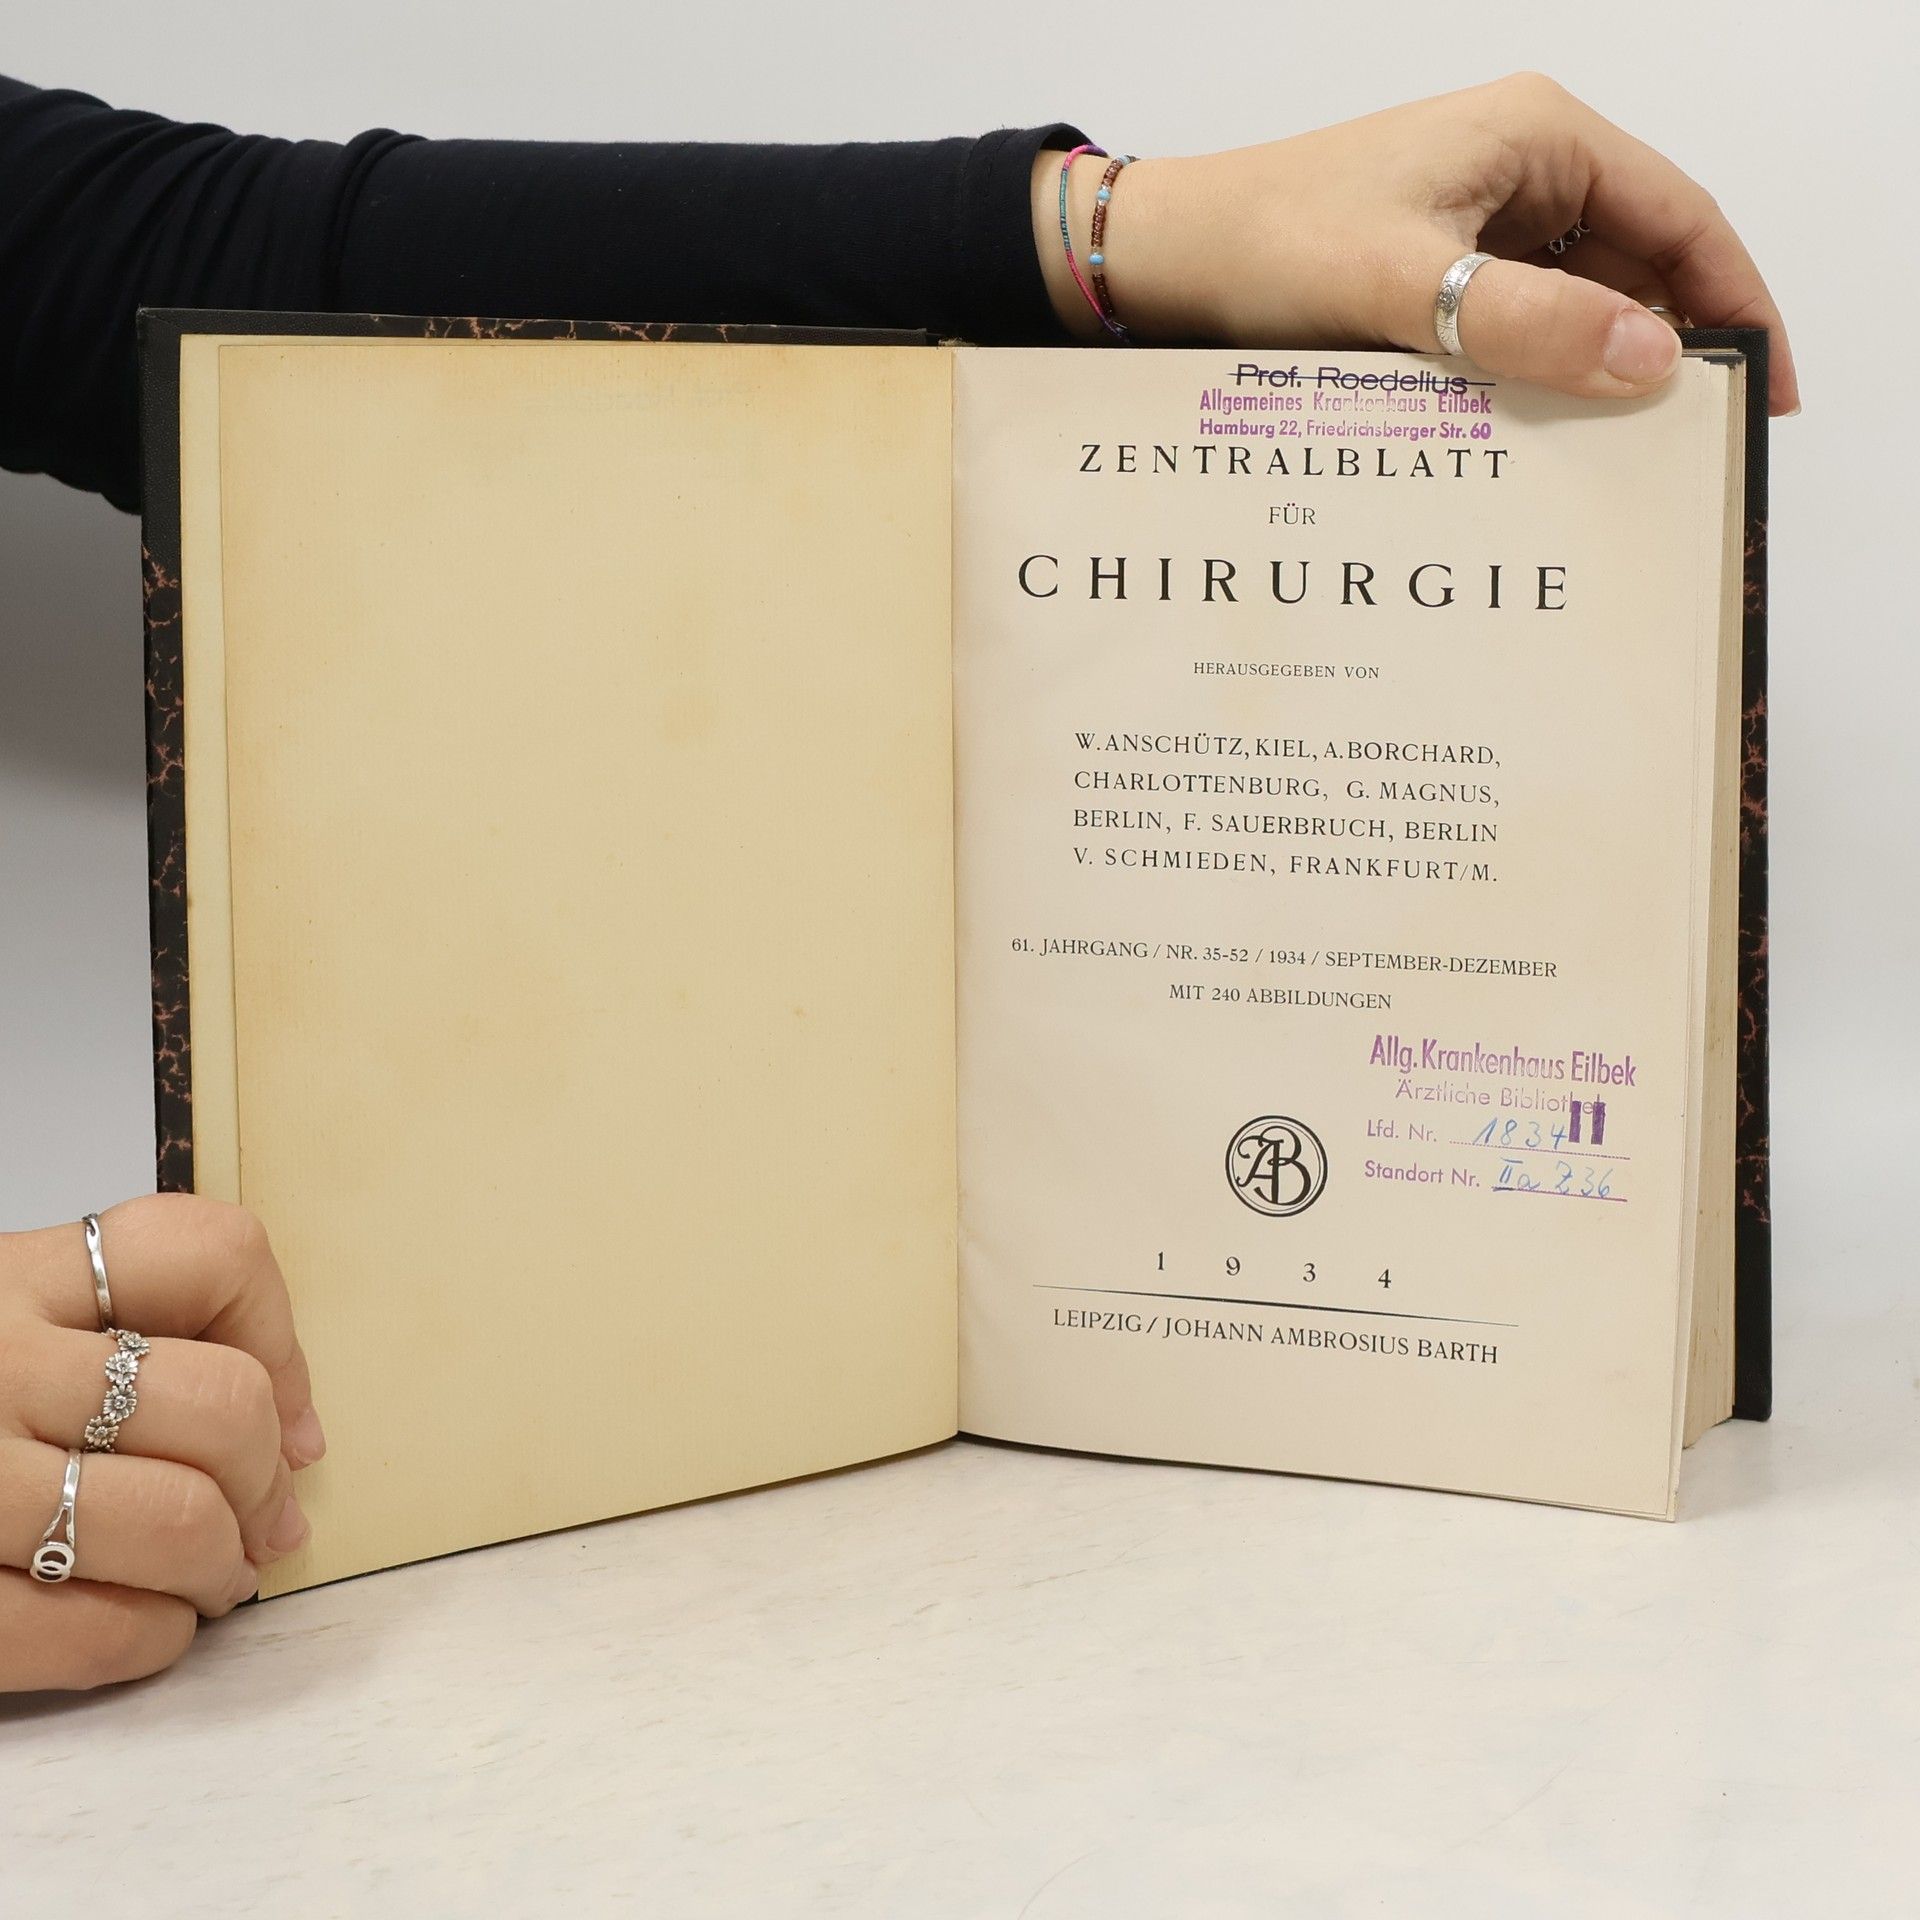 Prof. Roedelius
Allgemeines Krankenhaus Eilbek
Hamburg 22, Friedrichsberger Str. 60
ZENTRALBLATT
FÜR
CHIRURGIE
HERAUSGEGEBEN VON
W. ANSCHÜTZ, KIEL, A. BORCHARD,
CHARLOTTENBURG, G. MAGNUS,
BERLIN, F. SAUERBRUCH, BERLIN
V. SCHMIEDEN, FRANKFURT/M.
61. JAHRGANG / NR. 35-52 / 1934 / SEPTEMBER-DEZEMBER
MIT 240 ABBILDUNGEN
Allg. Krankenhaus Eilbek
Ärztliche Bibliothek
Lfd. Nr. 1834 II
Standort Nr. IIa Z 36
JAB
1 9 3 4
LEIPZIG / JOHANN AMBROSIUS BARTH